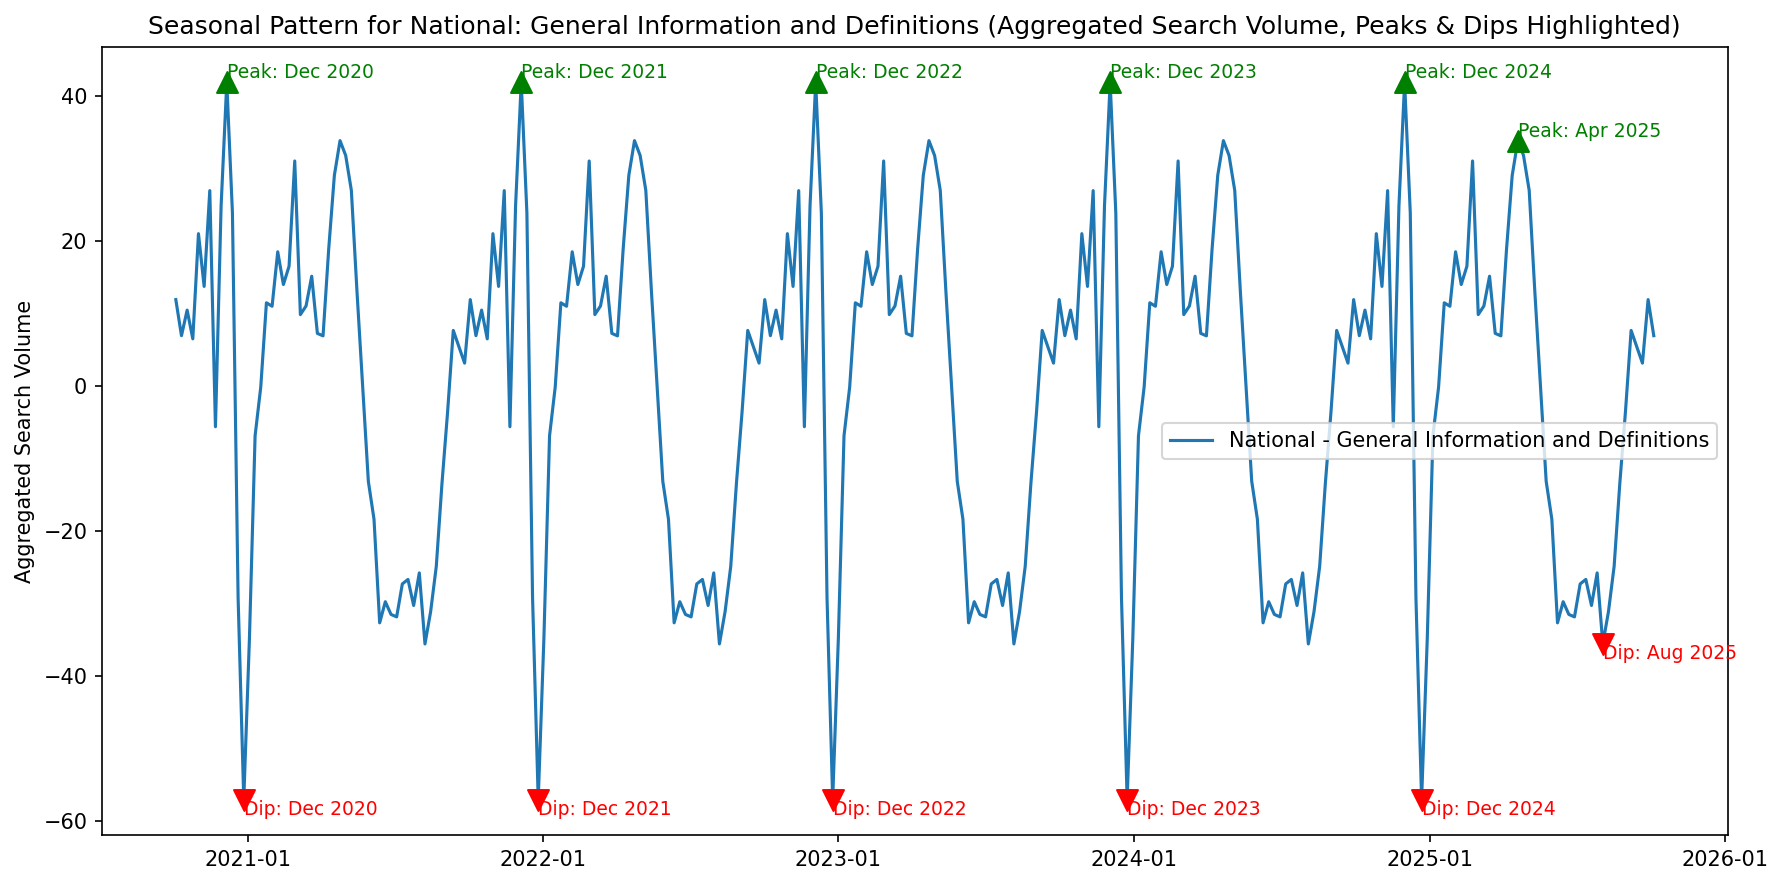 Seasonal Pattern for National: General Information and Definitions (Aggregated Search Volume, Peaks & Dips Highlighted)
Peak: Dec 2020
Peak: Dec 2021
Peak: Dec 2022
Peak: Dec 2023
Peak: Dec 2024
Peak: Apr 2025
Aggregated Search Volume
40
20
0
−20
−40
−60
National - General Information and Definitions
Dip: Aug 2025
Dip: Dec 2020
Dip: Dec 2021
Dip: Dec 2022
Dip: Dec 2023
Dip: Dec 2024
2021-01
2022-01
2023-01
2024-01
2025-01
2026-01